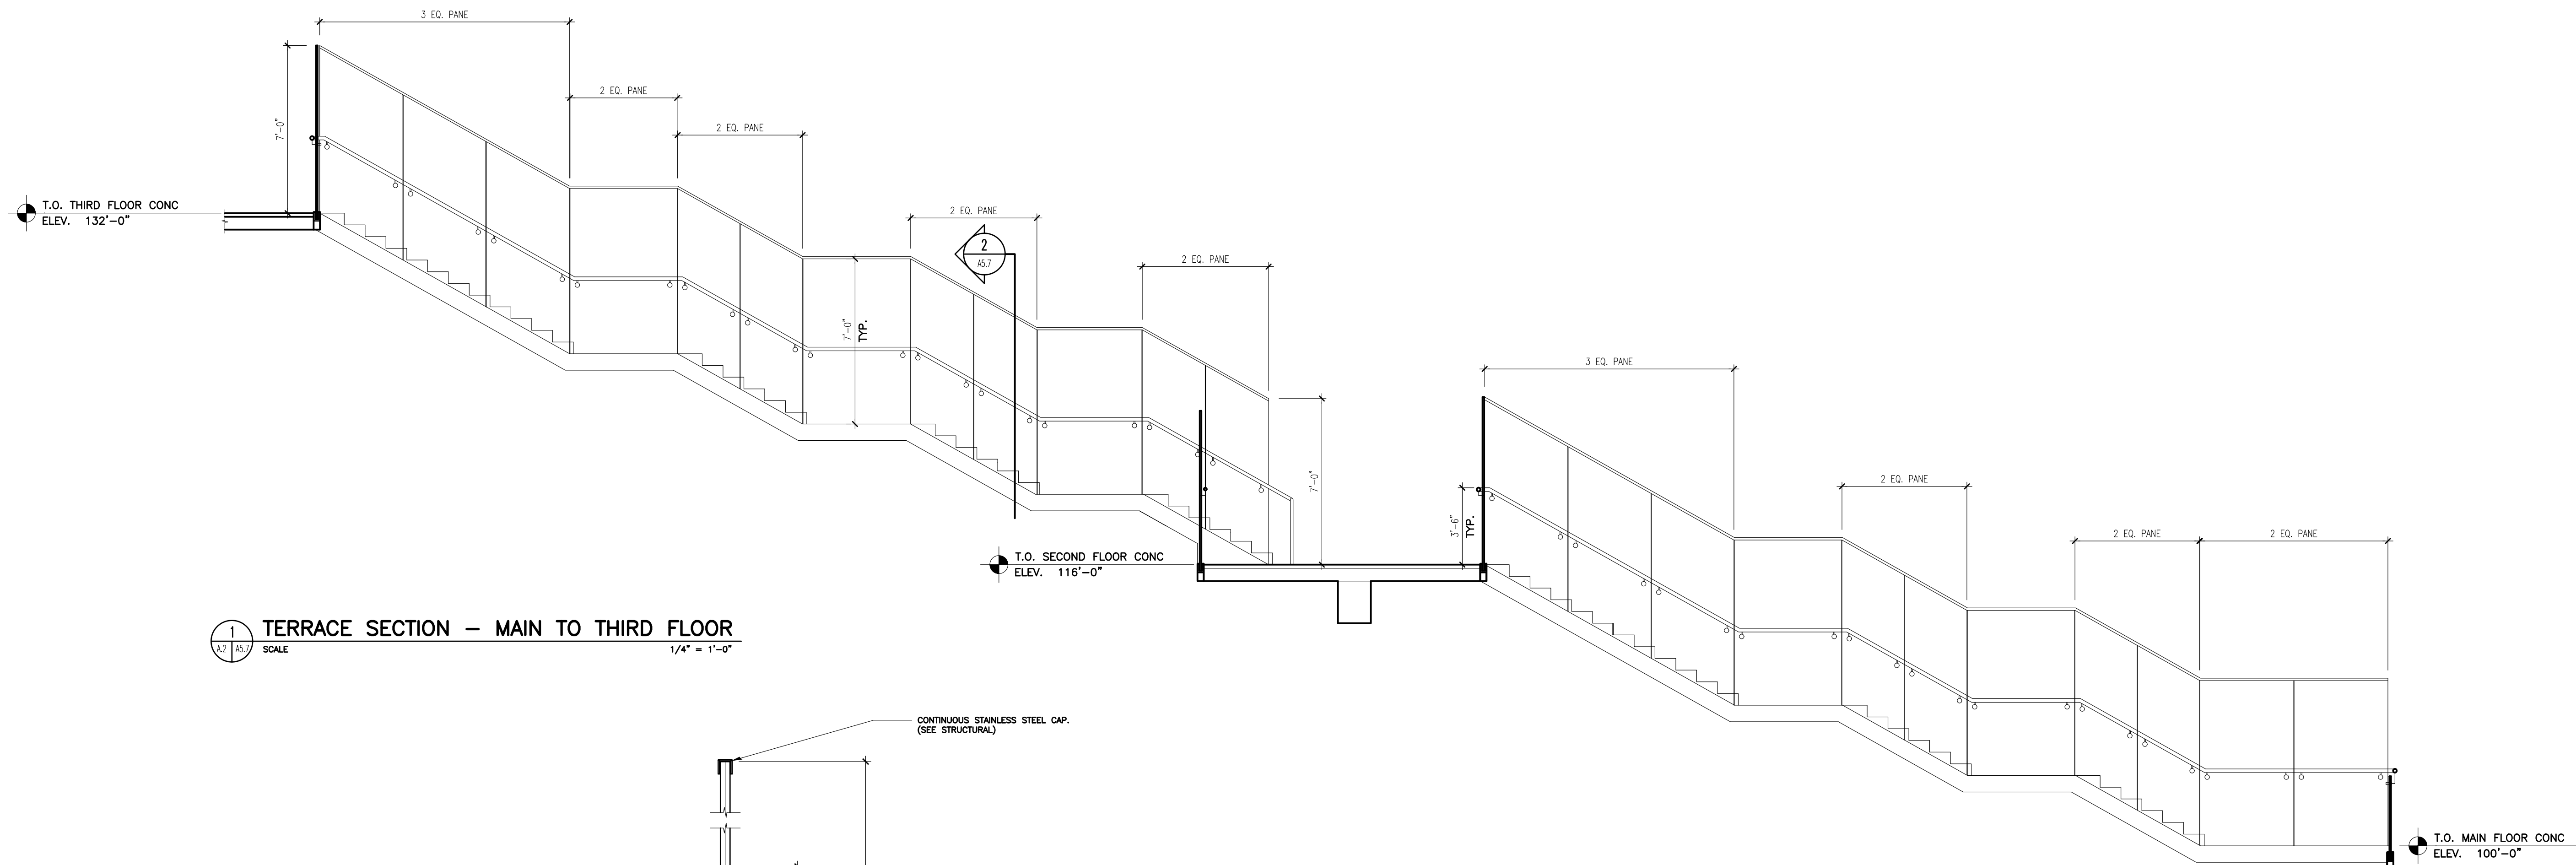 3 EQ. PANE
2 EQ. PANE
2 EQ. PANE
7'-0"
T.O. THIRD FLOOR CONC
ELEV. 132'-0"
2 EQ. PANE
2
A5.7
2 EQ. PANE
7'-0"
TYP.
3 EQ. PANE
7'-0"
2 EQ. PANE
3'-6"
TYP.
2 EQ. PANE
2 EQ. PANE
T.O. SECOND FLOOR CONC
ELEV. 116'-0"
1
A.2 A5.7
TERRACE SECTION – MAIN TO THIRD FLOOR
SCALE 1/4" = 1'-0"
CONTINUOUS STAINLESS STEEL CAP.
(SEE STRUCTURAL)
T.O. MAIN FLOOR CONC
ELEV. 100'-0"